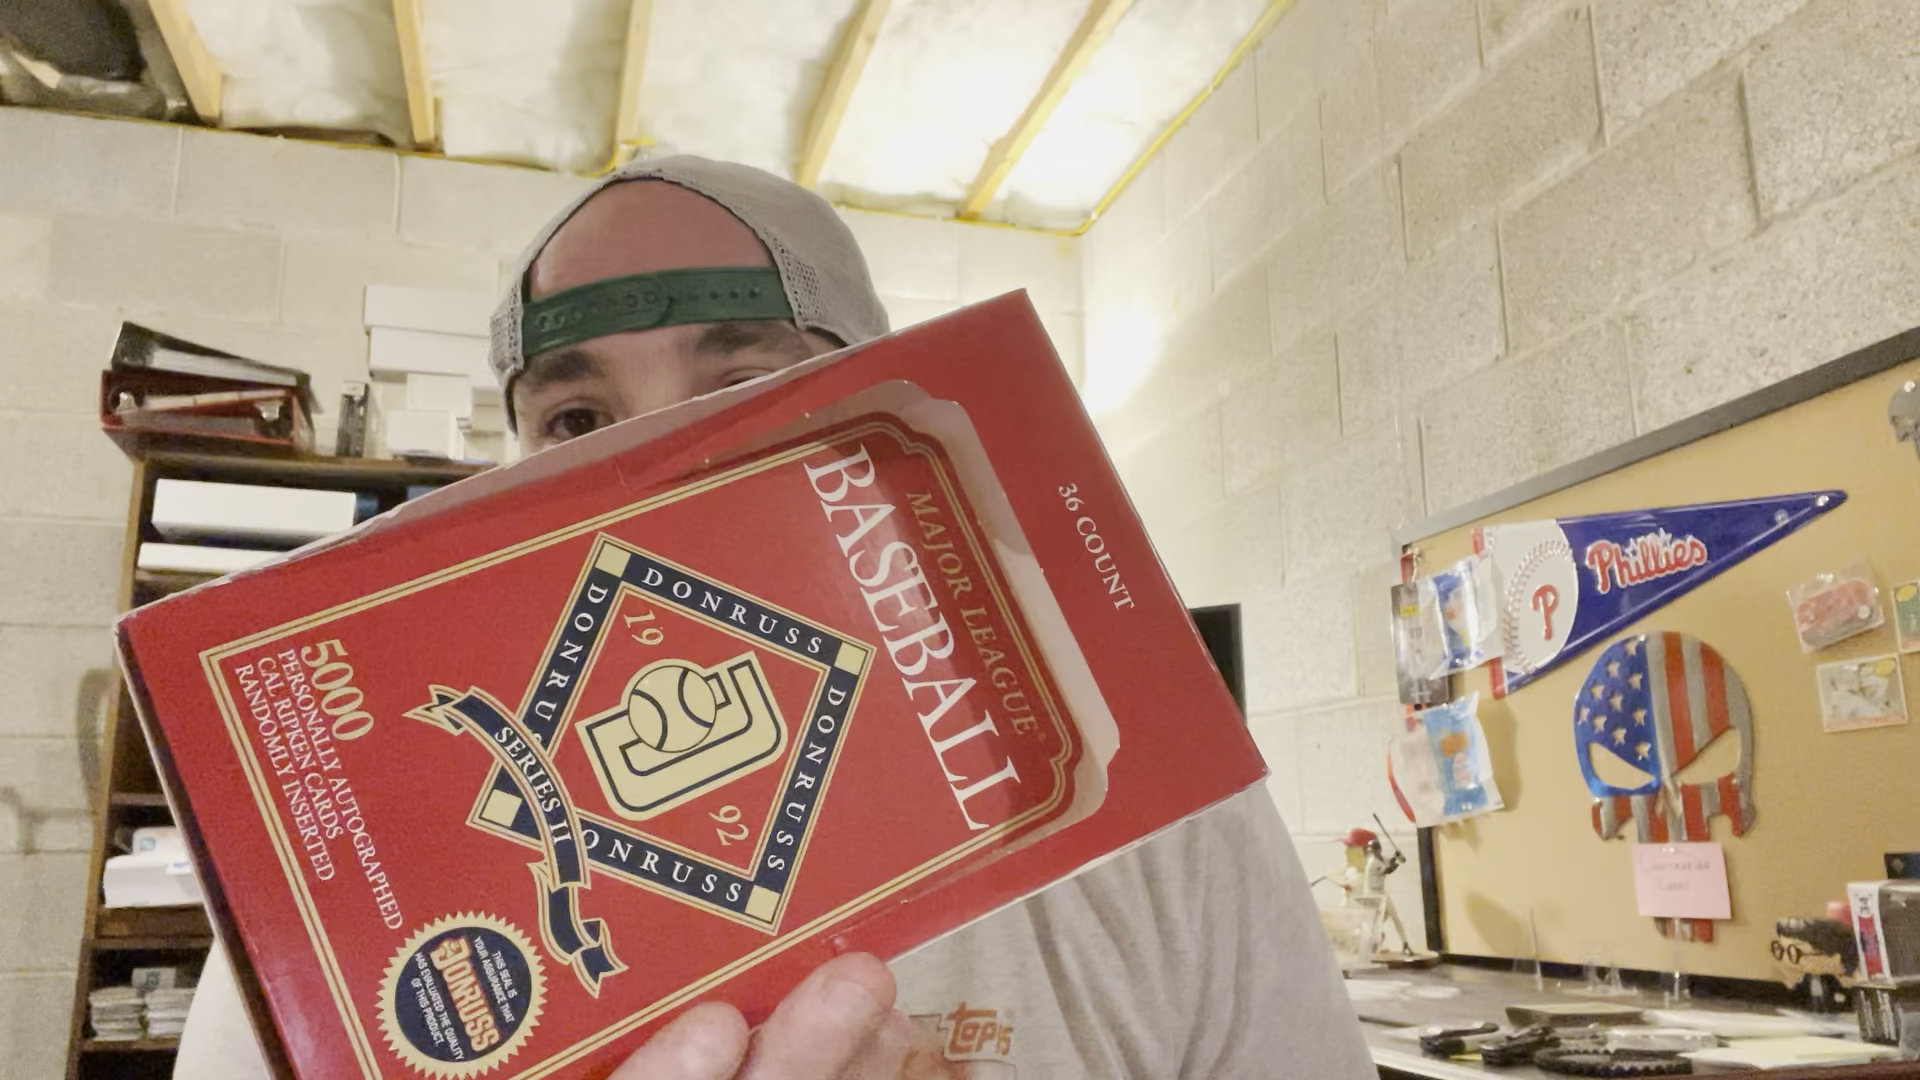 36 COUNT
MAJOR LEAGUE®
BASEBALL
DONRUSS
DONRUSS
DONRUSS
DONRUSS
19
92
SERIES II
5000
PERSONALLY AUTOGRAPHED
CAL RIPKEN CARDS
RANDOMLY INSERTED
THIS SEAL IS
YOUR ASSURANCE THAT
DONRUSS
HAS EVALUATED THE QUALITY
OF THIS PRODUCT.
Topps
Phillies
P